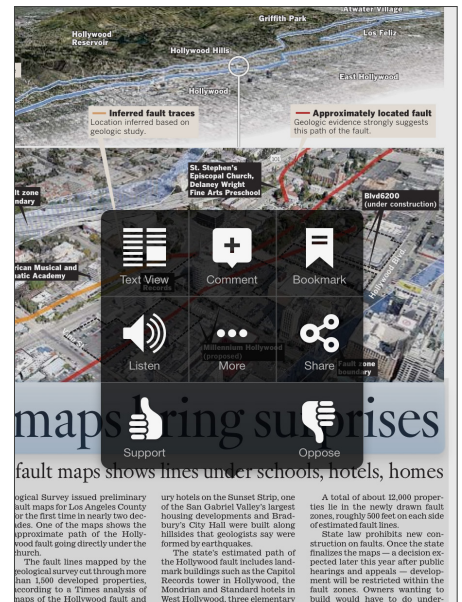 Atwater Village
Griffith Park
Hollywood
Reservoir
Los Feliz
Hollywood Hills
East Hollywood
Hollywood
Inferred fault traces
Location inferred based on
geologic study.
Approximately located fault
Geologic evidence strongly suggests
this path of the fault.
St. Stephen's
Episcopal Church,
Delaney Wright
Fine Arts Preschool
101
lt zone
ndary
Blvd6200
(under construction)
rican Musical and
matic Academy
Hollywood Blvd.
Text View
Comment
Bookmark
Records
Listen
More
Share
Millennium Hollywood
(proposed)
Fault zone
boundary
Support
Oppose
maps bring surprises
fault maps shows lines under schools, hotels, homes
ogical Survey issued preliminary
fault maps for Los Angeles County
or the first time in nearly two dec-
ades. One of the maps shows the
approximate path of the Holly-
wood fault going directly under the
church.
The fault lines mapped by the
geological survey cut through more
than 1,500 developed properties,
according to a Times analysis of
maps of the Hollywood fault and
ury hotels on the Sunset Strip, one
of the San Gabriel Valley's largest
housing developments and Brad-
bury's City Hall were built along
hillsides that geologists say were
formed by earthquakes.
The state's estimated path of
the Hollywood fault includes land-
mark buildings such as the Capitol
Records tower in Hollywood, the
Mondrian and Standard hotels in
West Hollywood, three elementary
A total of about 12,000 proper-
ties lie in the newly drawn fault
zones, roughly 500 feet on each side
of estimated fault lines.
State law prohibits new con-
struction on faults. Once the state
finalizes the maps — a decision ex-
pected later this year after public
hearings and appeals — develop-
ment will be restricted within the
fault zones. Owners wanting to
build would have to do under-